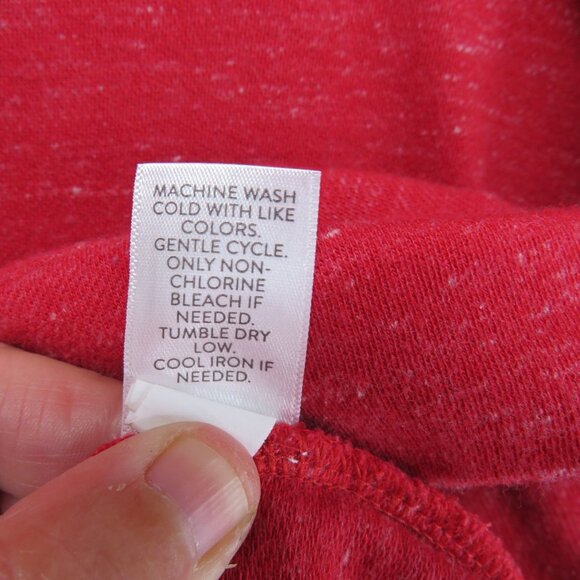 MACHINE WASH
COLD WITH LIKE
COLORS.
GENTLE CYCLE.
ONLY NON-
CHLORINE
BLEACH IF
NEEDED.
TUMBLE DRY
LOW.
COOL IRON IF
NEEDED.